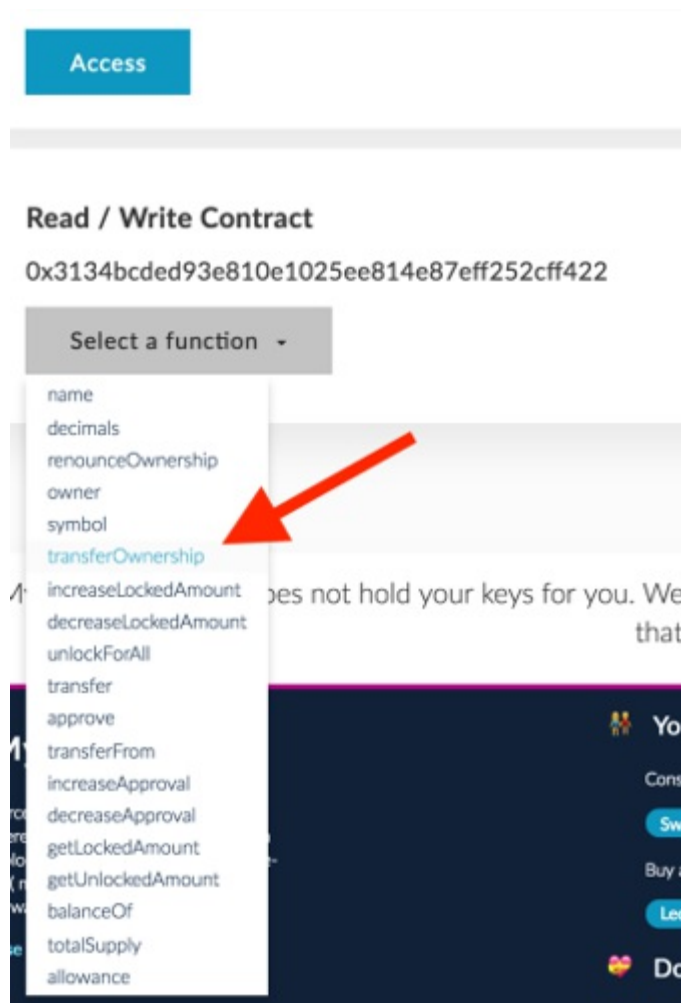 Access
Read / Write Contract
0x3134bcded93e810e1025ee814e87eff252cff422
Select a function
name
decimals
renounceOwnership
owner
symbol
transferOwnership
increaseLockedAmount
decreaseLockedAmount
unlockForAll
transfer
approve
transferFrom
increaseApproval
decreaseApproval
getLockedAmount
getUnlockedAmount
balanceOf
totalSupply
allowance
not hold your keys for you. We
that